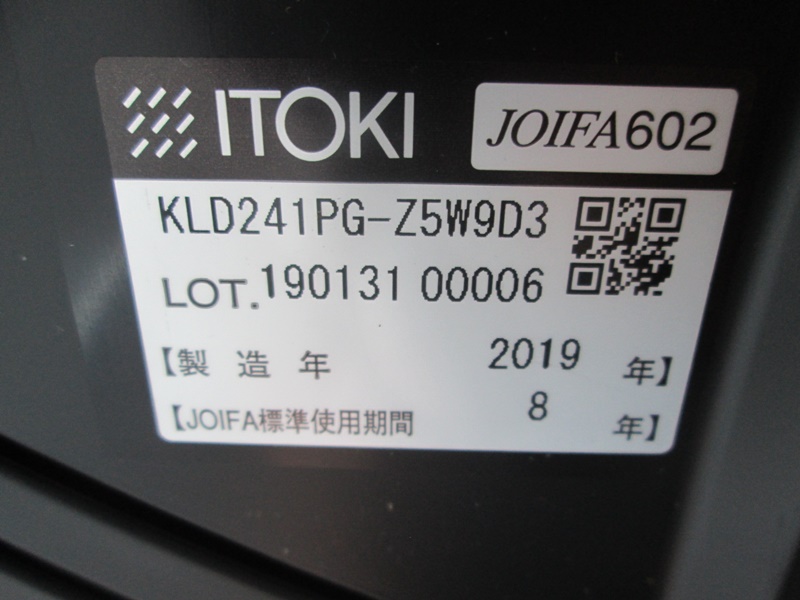 ITOKI JOIFA602
KLD241PG-Z5W9D3
LOT.190131 00006
【製造年 2019 年】
【JOIFA標準使用期間 8 年】